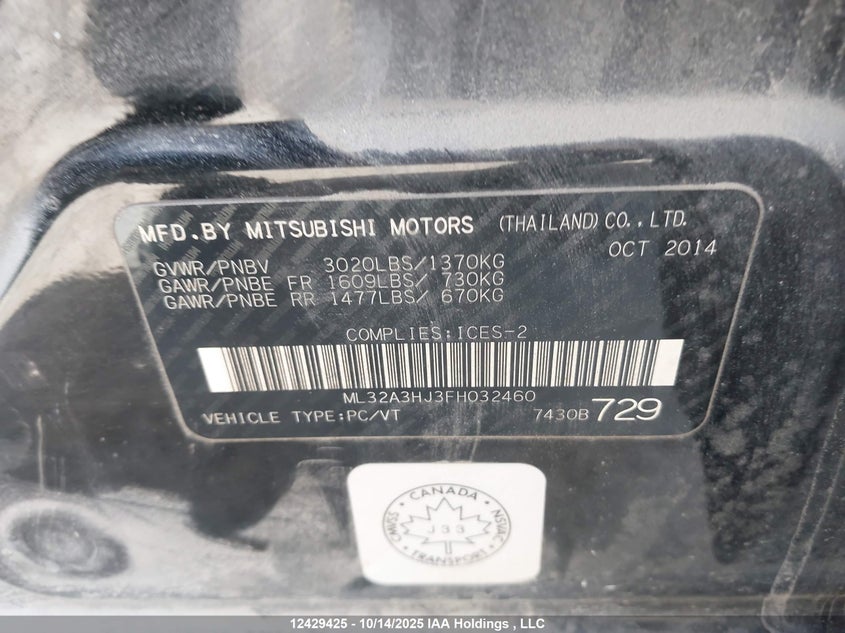 MFD.BY MITSUBISHI MOTORS (THAILAND)CO.,LTD.
OCT 2014
GVWR/PNBV 3020LBS/1370KG
GAWR/PNBE FR 1609LBS/ 730KG
GAWR/PNBE RR 1477LBS/ 670KG
COMPLIES:ICES-2
ML32A3HJ3FH032460
VEHICLE TYPE:PC/VT 7430B 729
CANADA
CMVSS J33 NSVAC
TRANSPORT
12429425 - 10/14/2025 IAA Holdings , LLC